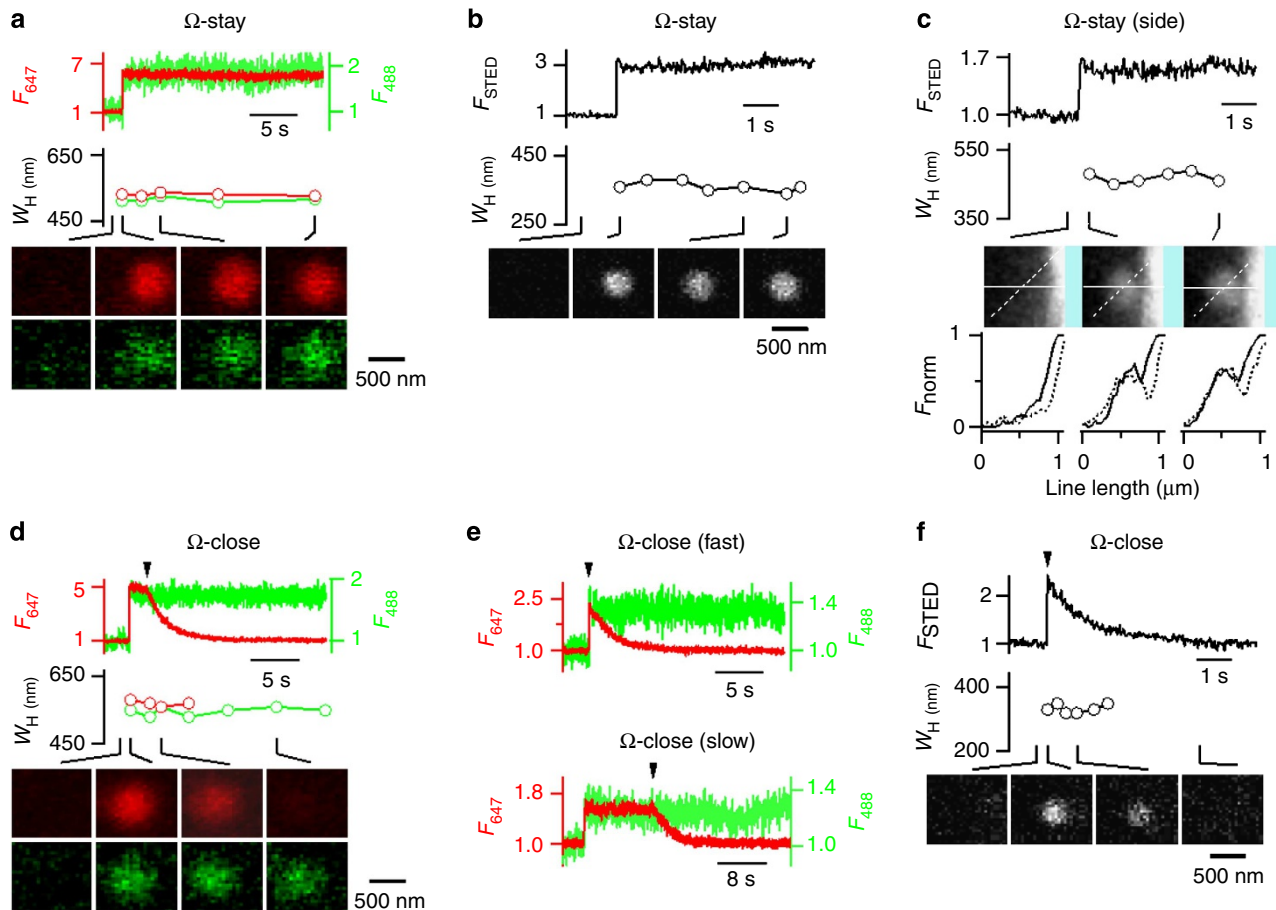 a
Ω-stay
F647
7
1
2
1
F488
5 s
WH (nm)
650
450
500 nm
b
Ω-stay
FSTED
3
1
1 s
WH (nm)
450
250
500 nm
c
Ω-stay (side)
FSTED
1.7
1.0
1 s
WH (nm)
550
350
Fnorm
1
0
0 1 0 1 0 1
Line length (μm)
d
Ω-close
F647
5
1
2
1
F488
5 s
WH (nm)
650
450
500 nm
e
Ω-close (fast)
F647
2.5
1.0
1.4
1.0
F488
5 s
Ω-close (slow)
F647
1.8
1.0
1.4
1.0
F488
8 s
f
Ω-close
FSTED
2
1
1 s
WH (nm)
400
200
500 nm